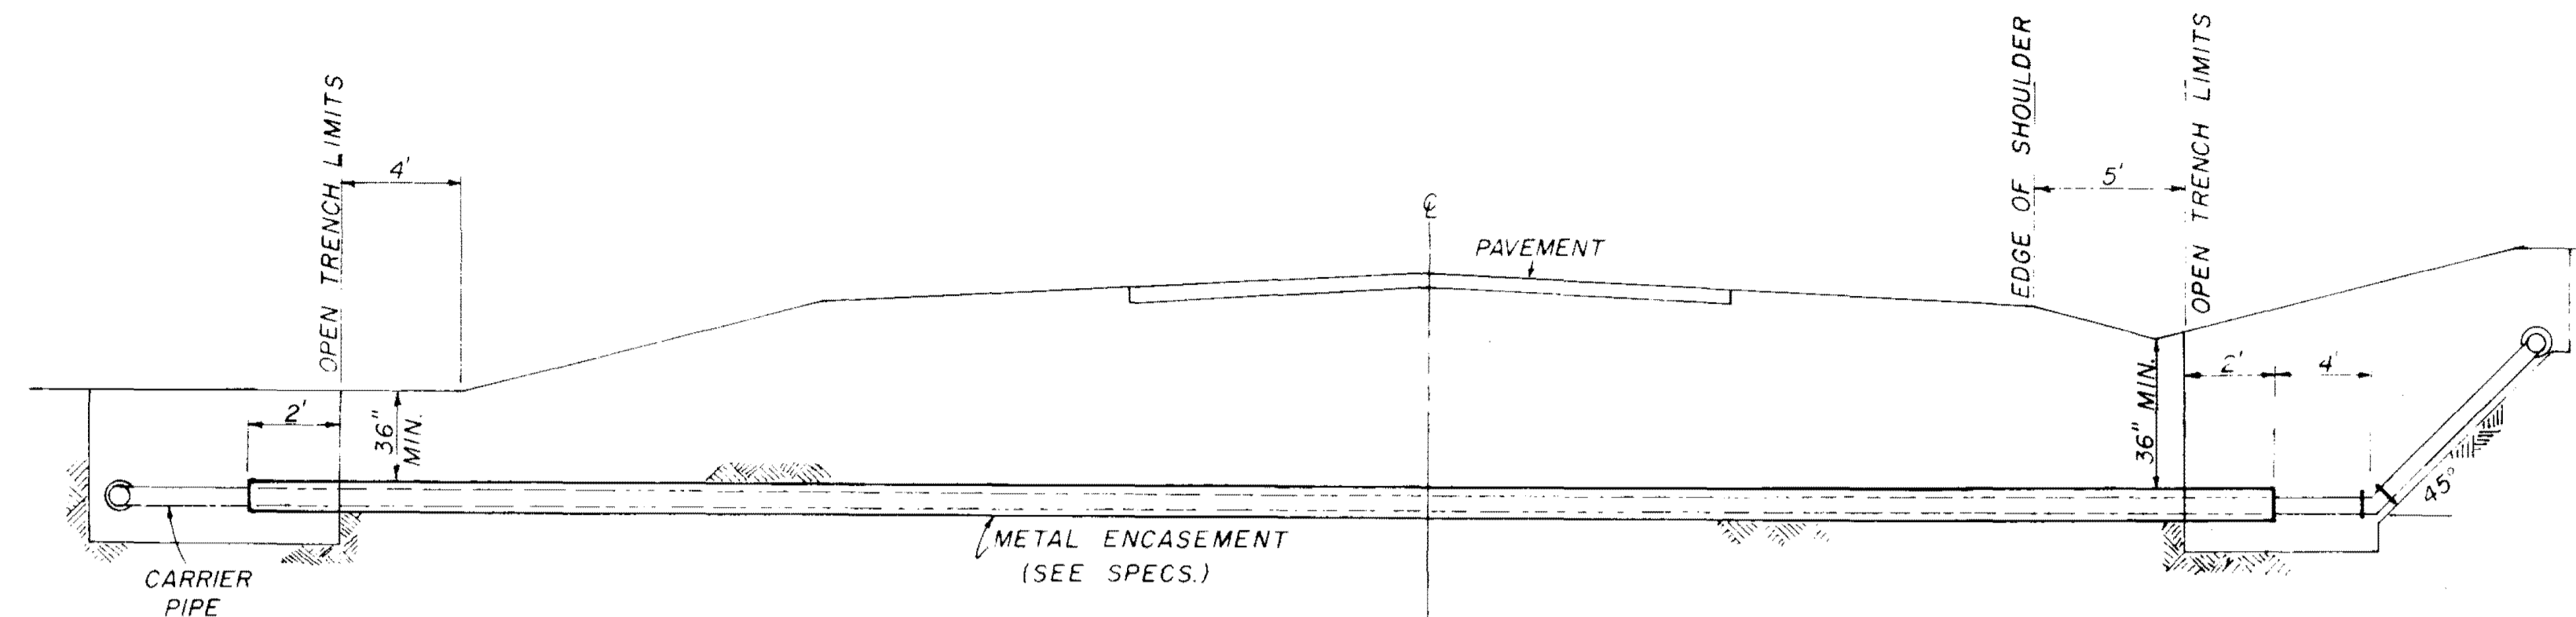 OPEN TRENCH LIMITS
4'
℄
PAVEMENT
EDGE OF SHOULDER
5'
OPEN TRENCH LIMITS
2'
36"
MIN.
36" MIN.
2'
4'
45°
METAL ENCASEMENT
(SEE SPECS.)
CARRIER
PIPE